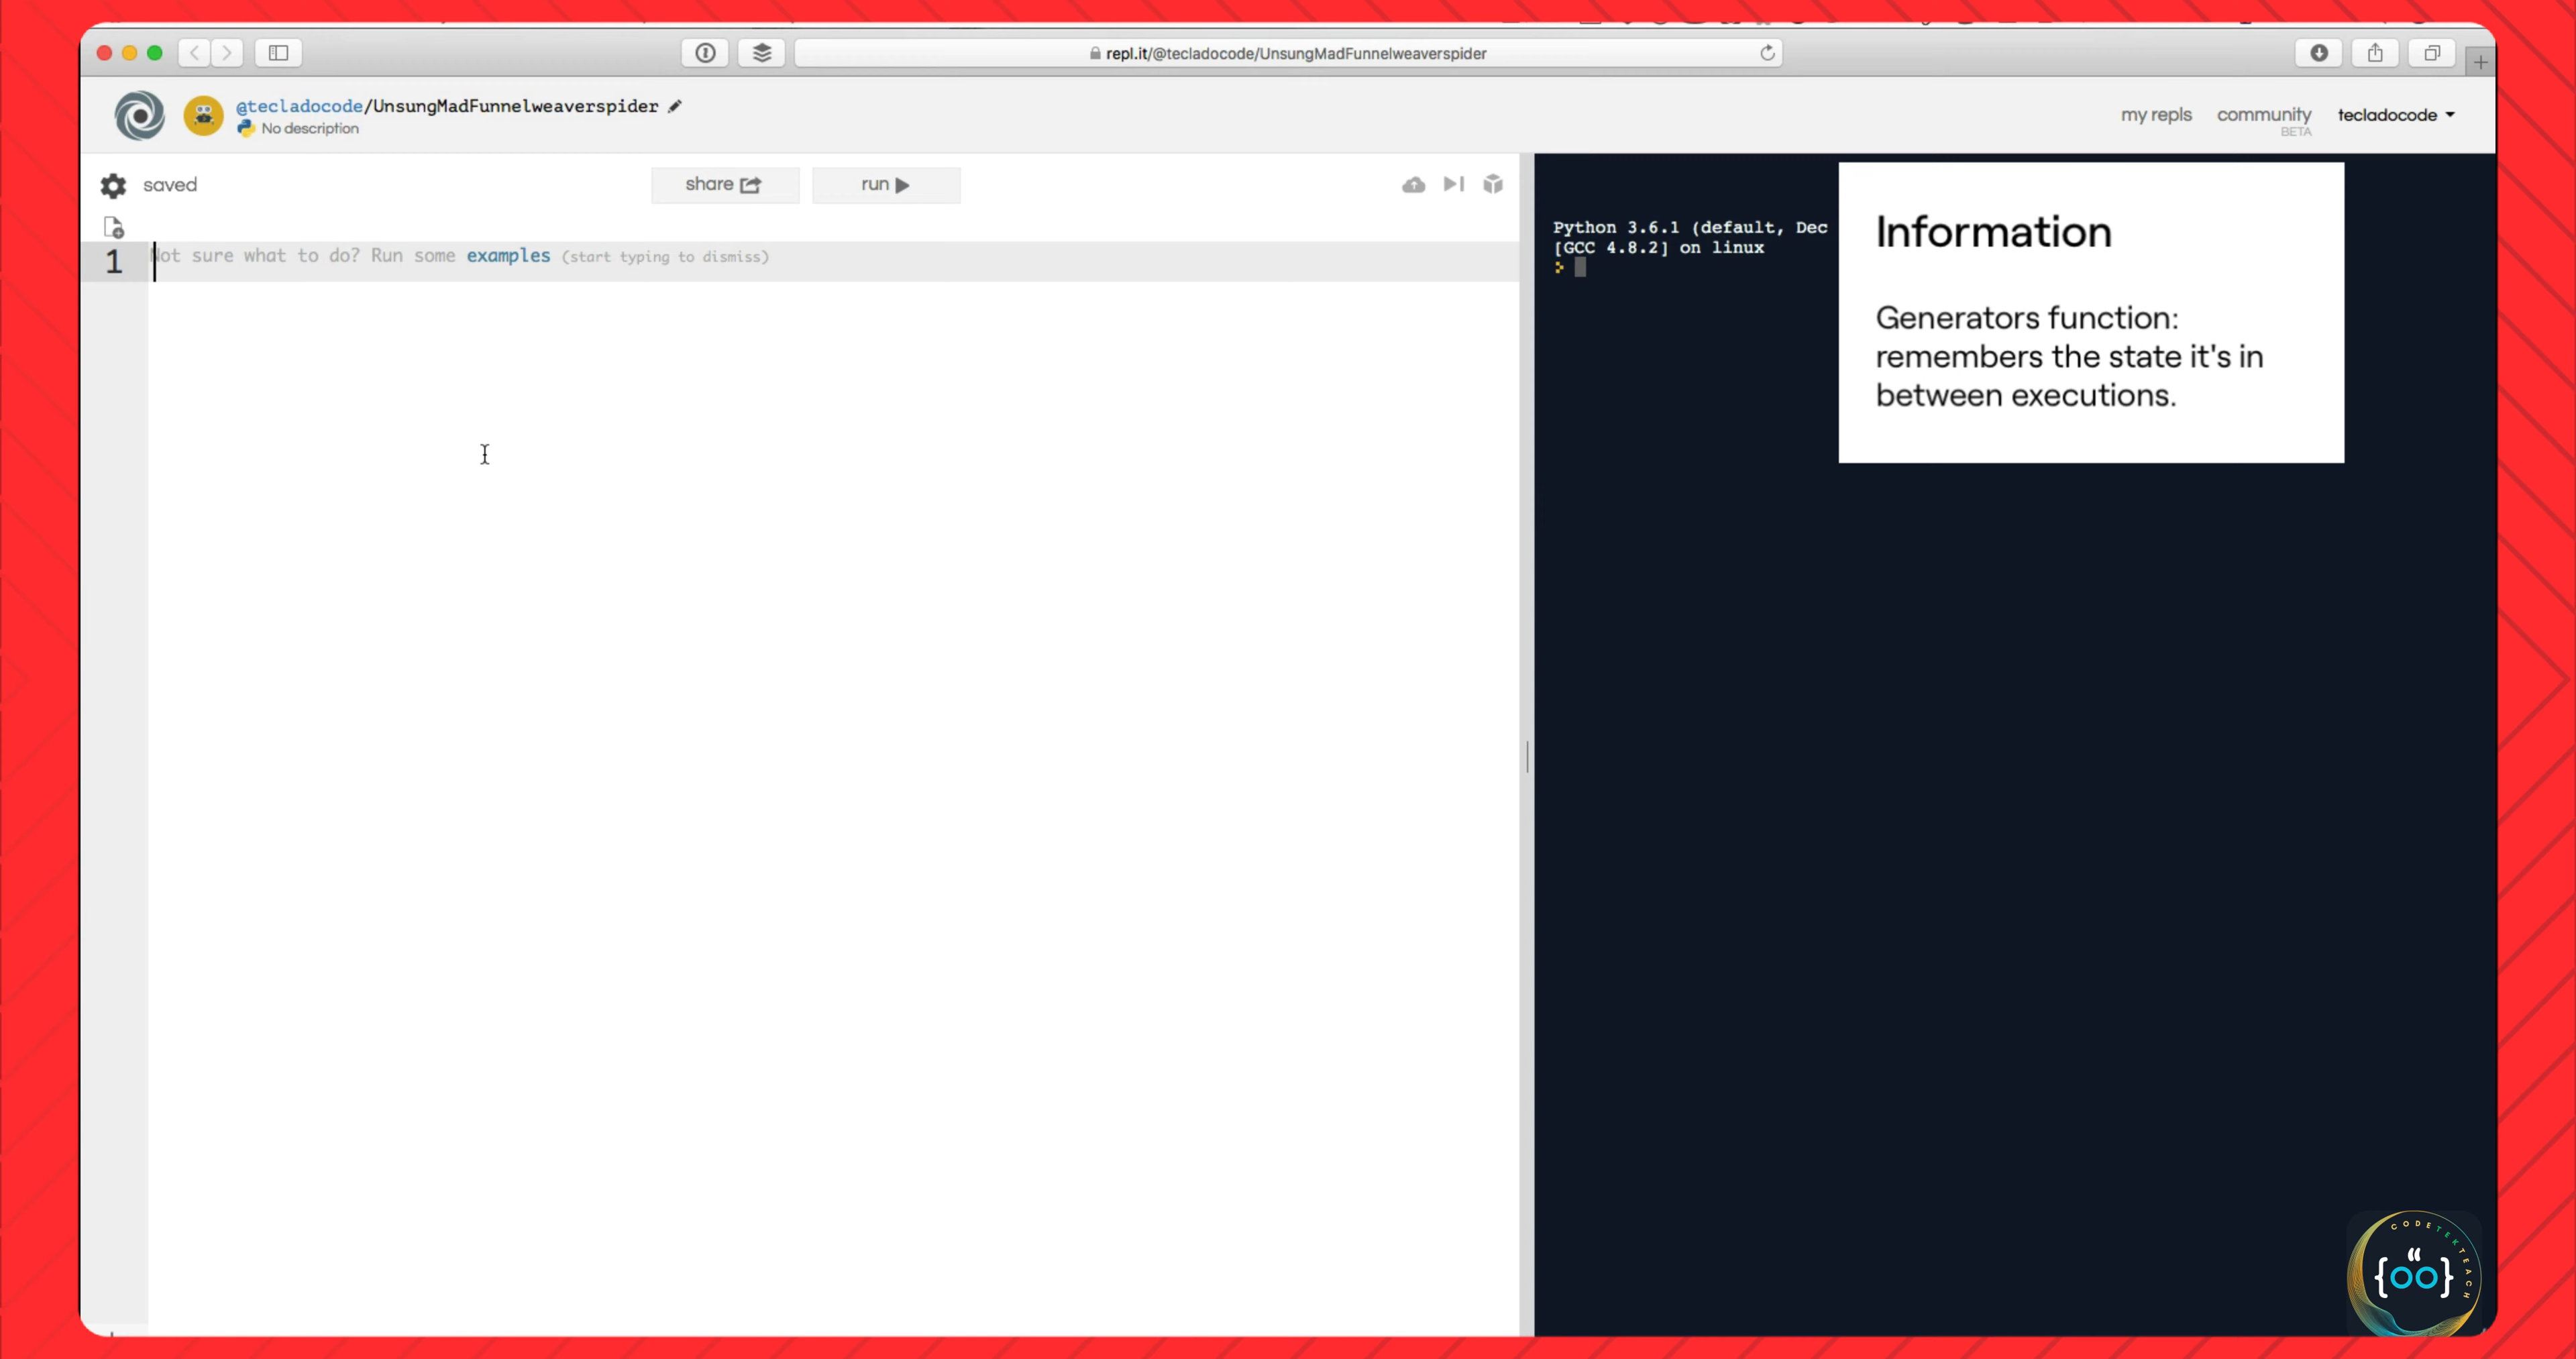 repl.it/@tecladocode/UnsungMadFunnelweaverspider
@tecladocode/UnsungMadFunnelweaverspider
No description
my repls community tecladocode
BETA
saved share run
1 Not sure what to do? Run some examples (start typing to dismiss)
Python 3.6.1 (default, Dec
[GCC 4.8.2] on linux
Information
Generators function:
remembers the state it's in
between executions.
CODETEKTEACH